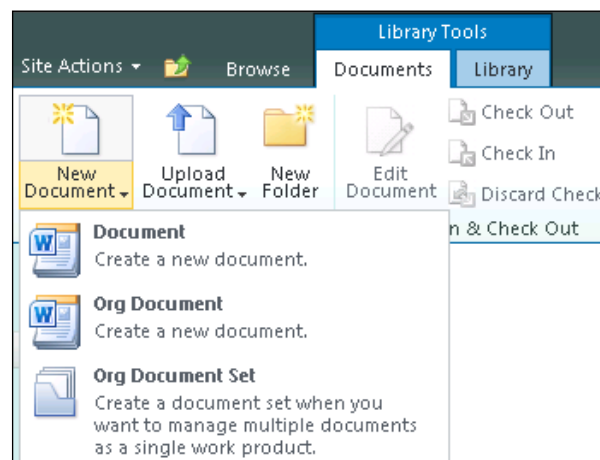 Library Tools
Site Actions Browse Documents Library
New Document
Upload Document
New Folder
Edit Document
Check Out
Check In
Discard Check
n & Check Out
Document
Create a new document.
Org Document
Create a new document.
Org Document Set
Create a document set when you
want to manage multiple documents
as a single work product.